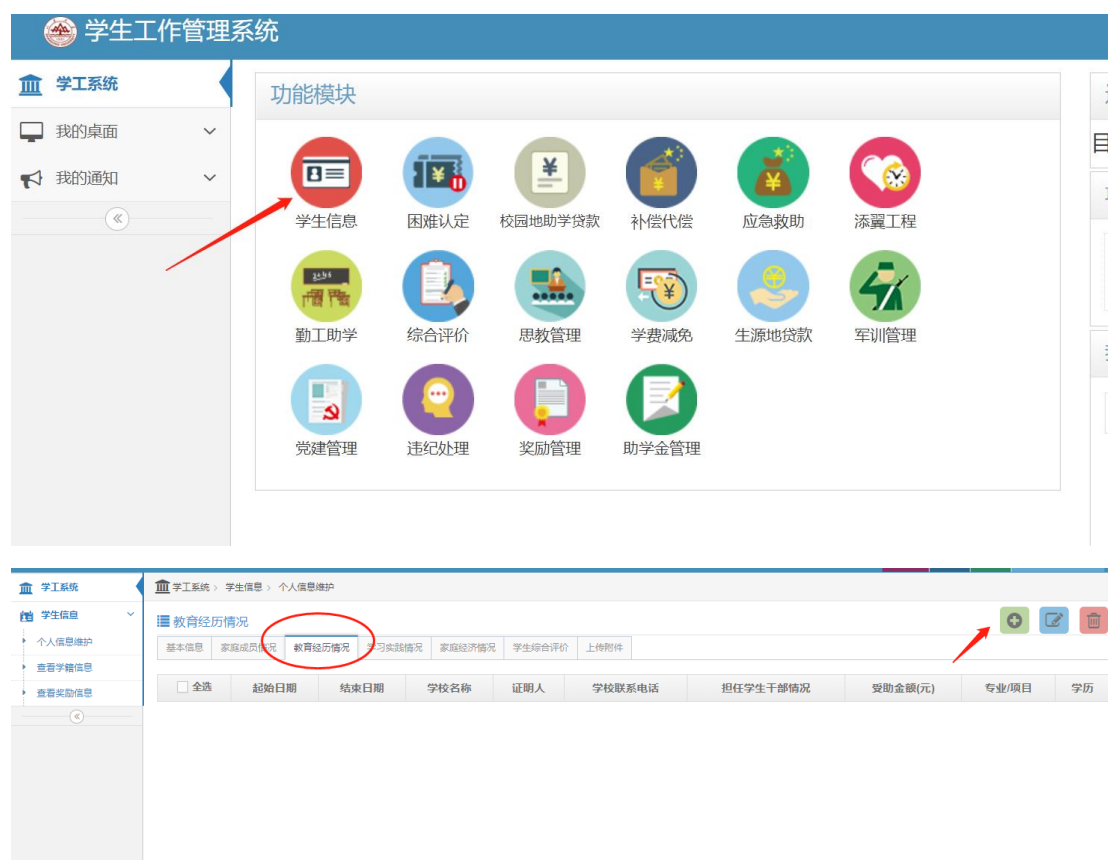 学生工作管理系统
学工系统
我的桌面
我的通知
功能模块
学生信息 困难认定 校园地助学贷款 补偿代偿 应急救助 添翼工程
勤工助学 综合评价 思教管理 学费减免 生源地贷款 军训管理
党建管理 违纪处理 奖励管理 助学金管理
学工系统
学生信息
个人信息维护
查看学籍信息
查看奖励信息
学工系统 > 学生信息 > 个人信息维护
教育经历情况
基本信息 家庭成员情况 教育经历情况 学习实践情况 家庭经济情况 学生综合评价 上传附件
全选 起始日期 结束日期 学校名称 证明人 学校联系电话 担任学生干部情况 受助金额(元) 专业/项目 学历